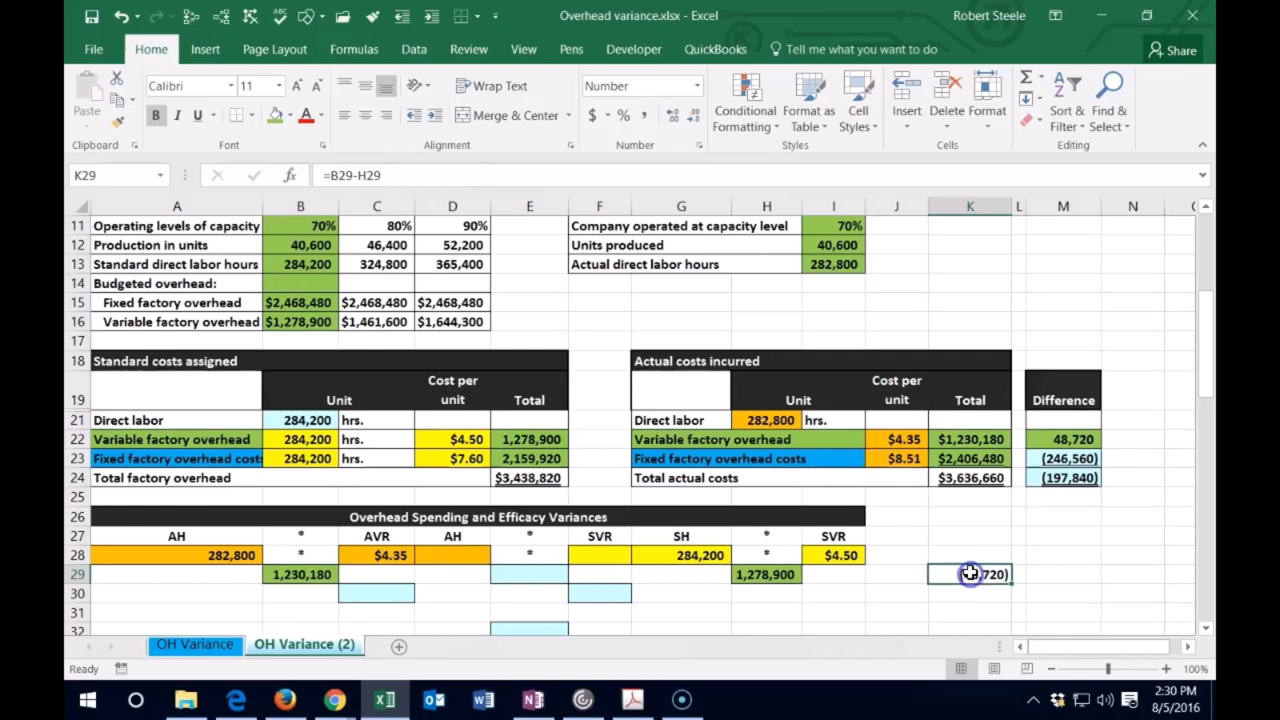 Overhead variance.xlsx - Excel
Robert Steele
File Home Insert Page Layout Formulas Data Review View Pens Developer QuickBooks Tell me what you want to do Share
Paste
Calibri 11
Wrap Text
Merge & Center
Number
Conditional Formatting
Format as Table
Cell Styles
Insert Delete Format
Sort & Filter
Find & Select
Clipboard Font Alignment Number Styles Cells Editing
K29 fx =B29-H29
A B C D E F G H I J K L M N
11 Operating levels of capacity 70% 80% 90% Company operated at capacity level 70%
12 Production in units 40,600 46,400 52,200 Units produced 40,600
13 Standard direct labor hours 284,200 324,800 365,400 Actual direct labor hours 282,800
14 Budgeted overhead:
15 Fixed factory overhead $2,468,480 $2,468,480 $2,468,480
16 Variable factory overhead $1,278,900 $1,461,600 $1,644,300
17
18 Standard costs assigned Actual costs incurred
19 Unit Cost per unit Total Unit Cost per unit Total Difference
21 Direct labor 284,200 hrs. Direct labor 282,800 hrs.
22 Variable factory overhead 284,200 hrs. $4.50 1,278,900 Variable factory overhead $4.35 $1,230,180 48,720
23 Fixed factory overhead costs 284,200 hrs. $7.60 2,159,920 Fixed factory overhead costs $8.51 $2,406,480 (246,560)
24 Total factory overhead $3,438,820 Total actual costs $3,636,660 (197,840)
25
26 Overhead Spending and Efficacy Variances
27 AH * AVR AH * SVR SH * SVR
28 282,800 * $4.35 * 284,200 * $4.50
29 1,230,180 1,278,900 ,720)
30
31
32
OH Variance OH Variance (2)
Ready 100%
2:30 PM
8/5/2016